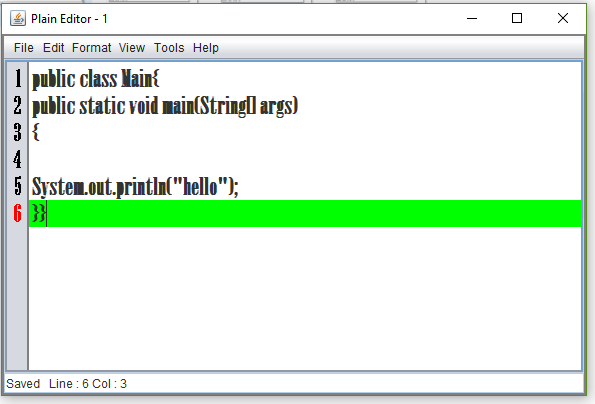 Plain Editor - 1
File Edit Format View Tools Help
1 public class Main{
2 public static void main(String[] args)
3 {
4
5 System.out.println("hello");
6 }}
Saved Line : 6 Col : 3